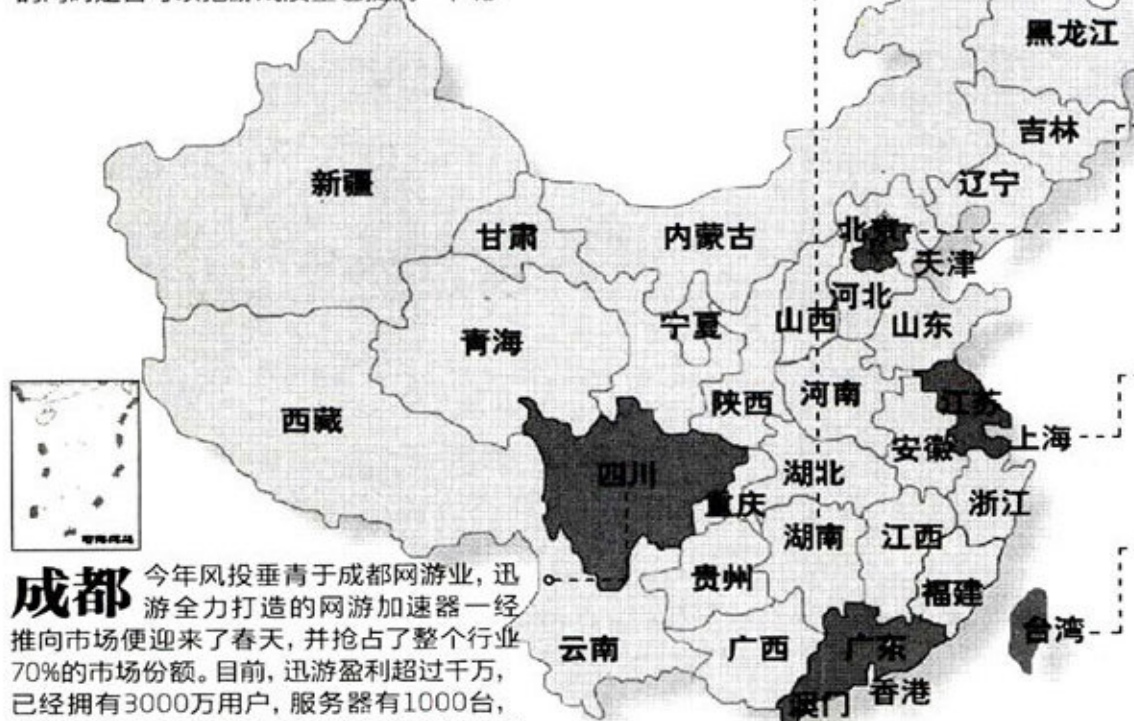 黑龙江
吉林
辽宁
新疆
甘肃
内蒙古
北京
天津
河北
宁夏
山西
山东
青海
陕西
河南
江苏
西藏
安徽
上海
四川
湖北
重庆
浙江
湖南
江西
贵州
福建
云南
广西
广东
台湾
香港
澳门
成都 今年风投垂青于成都网游业，迅
游全力打造的网游加速器一经
推向市场便迎来了春天，并抢占了整个行业
70%的市场份额。目前，迅游盈利超过千万，
已经拥有3000万用户，服务器有1000台，